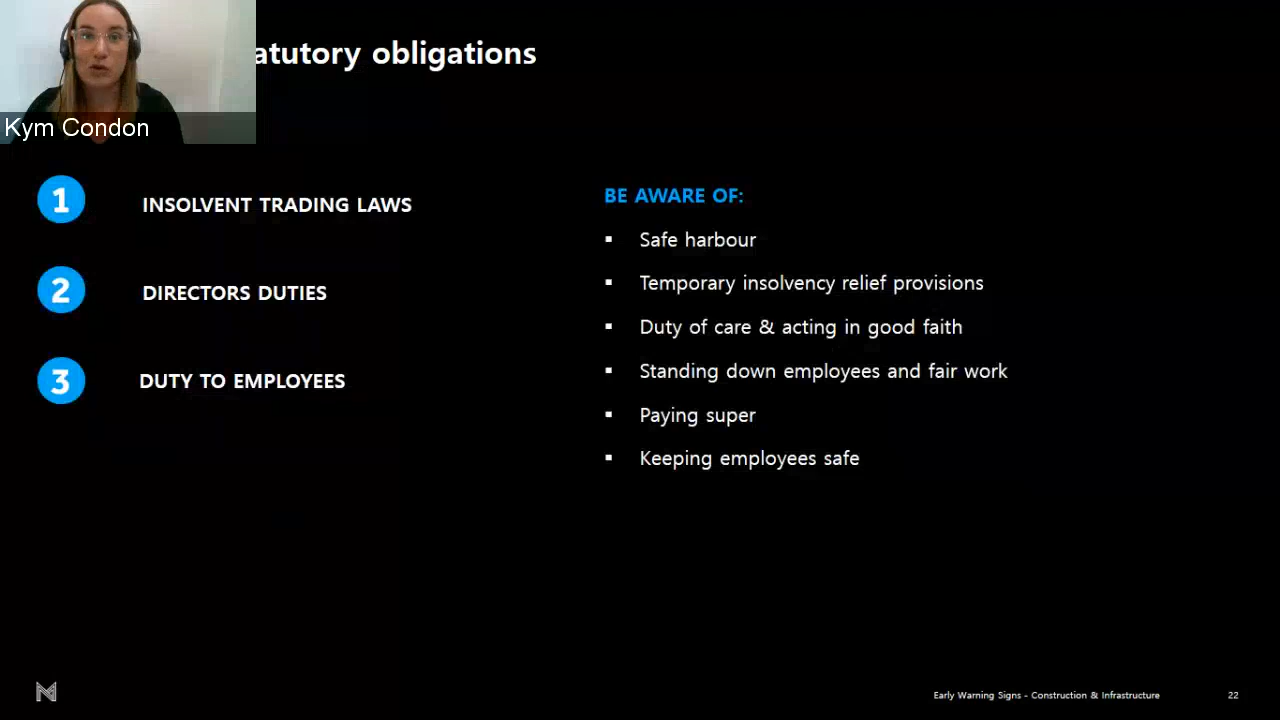 obligations
Kym Condon
1 INSOLVENT TRADING LAWS
2 DIRECTORS DUTIES
3 DUTY TO EMPLOYEES
BE AWARE OF:
▪ Safe harbour
▪ Temporary insolvency relief provisions
▪ Duty of care & acting in good faith
▪ Standing down employees and fair work
▪ Paying super
▪ Keeping employees safe
Early Warning Signs - Construction & Infrastructure 22